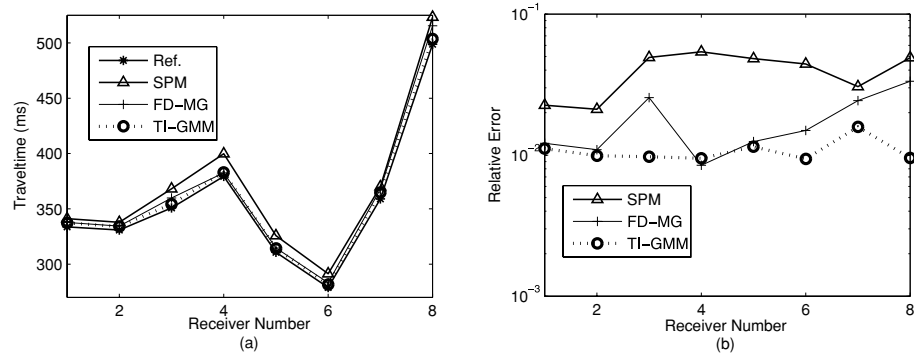 500
450
400
350
300
Traveltime (ms)
Ref.
SPM
FD−MG
TI−GMM
2
4
6
8
Receiver Number
(a)
10⁻¹
10⁻²
10⁻³
Relative Error
SPM
FD−MG
TI−GMM
2
4
6
8
Receiver Number
(b)